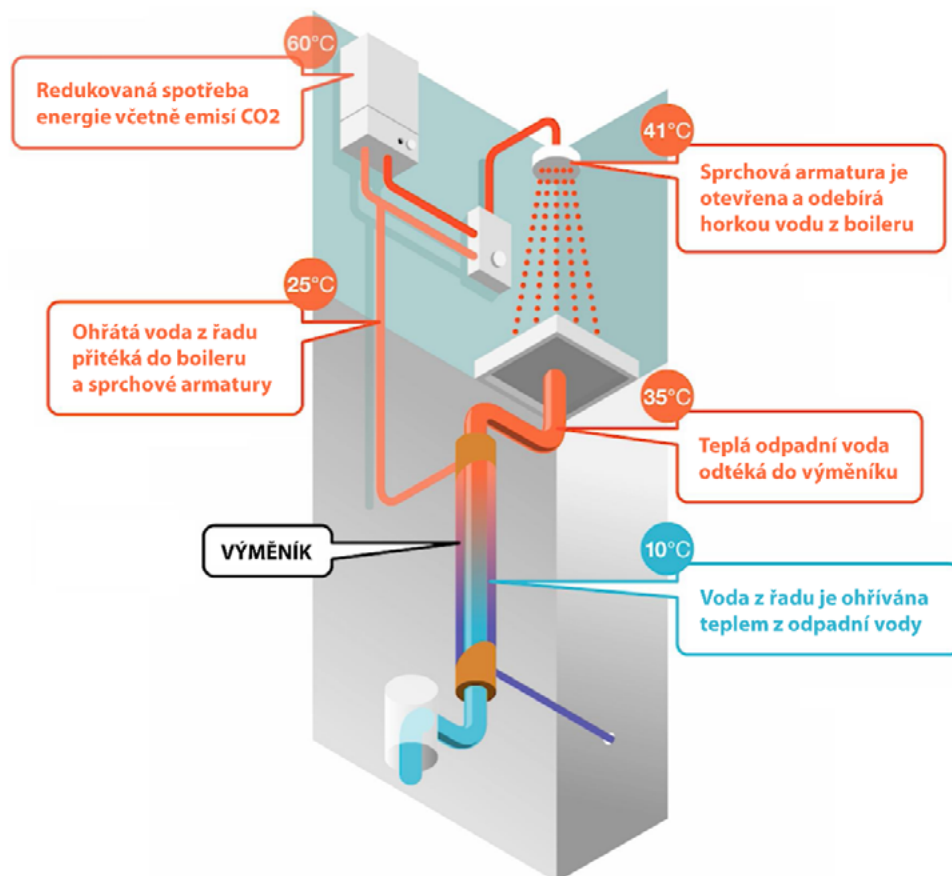 60°C
Redukovaná spotřeba
energie včetně emisí CO2
41°C
Sprchová armatura je
otevřena a odebírá
horkou vodu z boileru
25°C
Ohřátá voda z řadu
přitéká do boileru
a sprchové armatury
35°C
Teplá odpadní voda
odtéká do výměníku
VÝMĚNÍK
10°C
Voda z řadu je ohřívána
teplem z odpadní vody